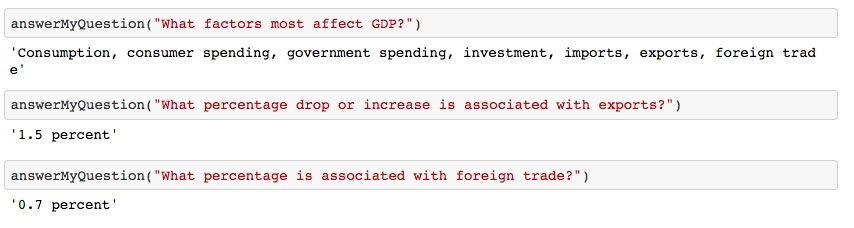 answerMyQuestion("What factors most affect GDP?")
'Consumption, consumer spending, government spending, investment, imports, exports, foreign trad
e'
answerMyQuestion("What percentage drop or increase is associated with exports?")
'1.5 percent'
answerMyQuestion("What percentage is associated with foreign trade?")
'0.7 percent'